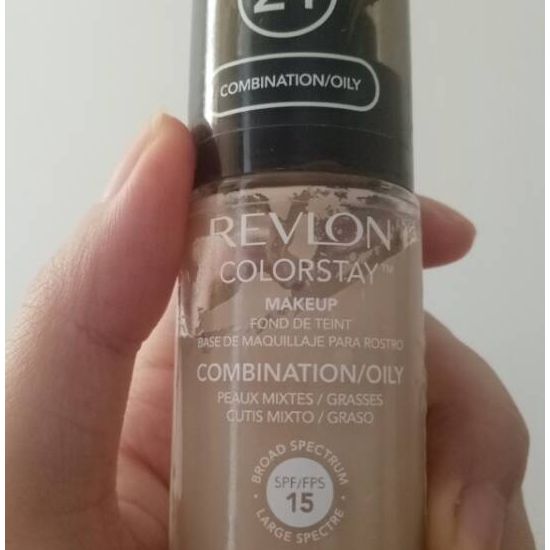 24
COMBINATION/OILY
REVLON
COLORSTAY™
MAKEUP
FOND DE TEINT
BASE DE MAQUILLAJE PARA ROSTRO
COMBINATION/OILY
PEAUX MIXTES / GRASSES
CUTIS MIXTO / GRASO
BROAD SPECTRUM
SPF/FPS
15
LARGE SPECTRE